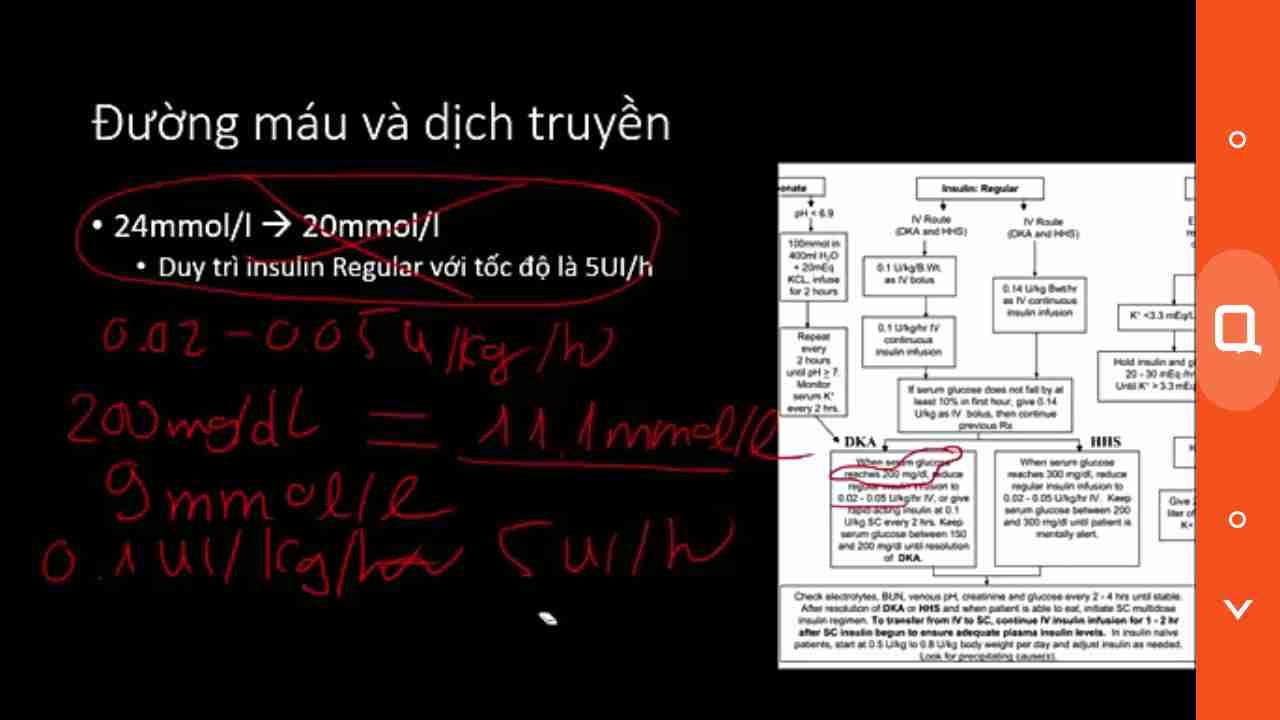 Đường máu và dịch truyền
• 24mmol/l → 20mmol/l
• Duy trì insulin Regular với tốc độ là 5UI/h
0.02 - 0.05 U/kg/h
200mg/dL = 11.1mmol/l
9mmol/l
0.1 UI/kg/h 5UI/h
onate
pH < 6.9
100mmol in
400ml H₂O
+ 20mEq
KCL, infuse
for 2 hours
Repeat
every
2 hours
until pH ≥ 7.
Monitor
serum K⁺
every 2 hrs.
Insulin: Regular
IV Route
(DKA and HHS)
0.1 U/kg/B.Wt.
as IV bolus
0.1 U/kg/hr IV
continuous
insulin infusion
IV Route
(DKA and HHS)
0.14 U/kg Bwt/hr
as IV continuous
insulin infusion
If serum glucose does not fall by at
least 10% in first hour, give 0.14
U/kg as IV bolus, then continue
previous Rx
DKA
When serum glucose
reaches 200 mg/dl, reduce
regular insulin infusion to
0.02 - 0.05 U/kg/hr IV, or give
rapid-acting insulin at 0.1
U/kg SC every 2 hrs. Keep
serum glucose between 150
and 200 mg/dl until resolution
of DKA.
HHS
When serum glucose
reaches 300 mg/dl, reduce
regular insulin infusion to
0.02 - 0.05 U/kg/hr IV. Keep
serum glucose between 200
and 300 mg/dl until patient is
mentally alert.
K⁺ <3.3 mEq/L
Hold insulin and
20 - 30 mEq/h
Until K⁺ > 3.3 mE
Give 2
liter of
K+
Check electrolytes, BUN, venous pH, creatinine and glucose every 2 - 4 hrs until stable.
After resolution of DKA or HHS and when patient is able to eat, initiate SC multidose
insulin regimen. To transfer from IV to SC, continue IV insulin infusion for 1 - 2 hr
after SC insulin begun to ensure adequate plasma insulin levels. In insulin naive
patients, start at 0.5 U/kg to 0.8 U/kg body weight per day and adjust insulin as needed.
Look for precipitating cause(s).